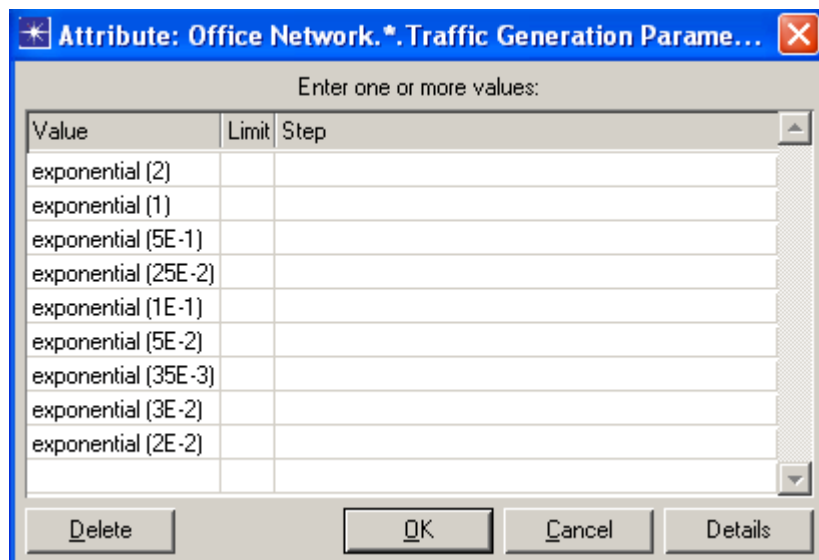 Attribute: Office Network.*.Traffic Generation Parame...
Enter one or more values:
Value Limit Step
exponential (2)
exponential (1)
exponential (5E-1)
exponential (25E-2)
exponential (1E-1)
exponential (5E-2)
exponential (35E-3)
exponential (3E-2)
exponential (2E-2)
Delete OK Cancel Details